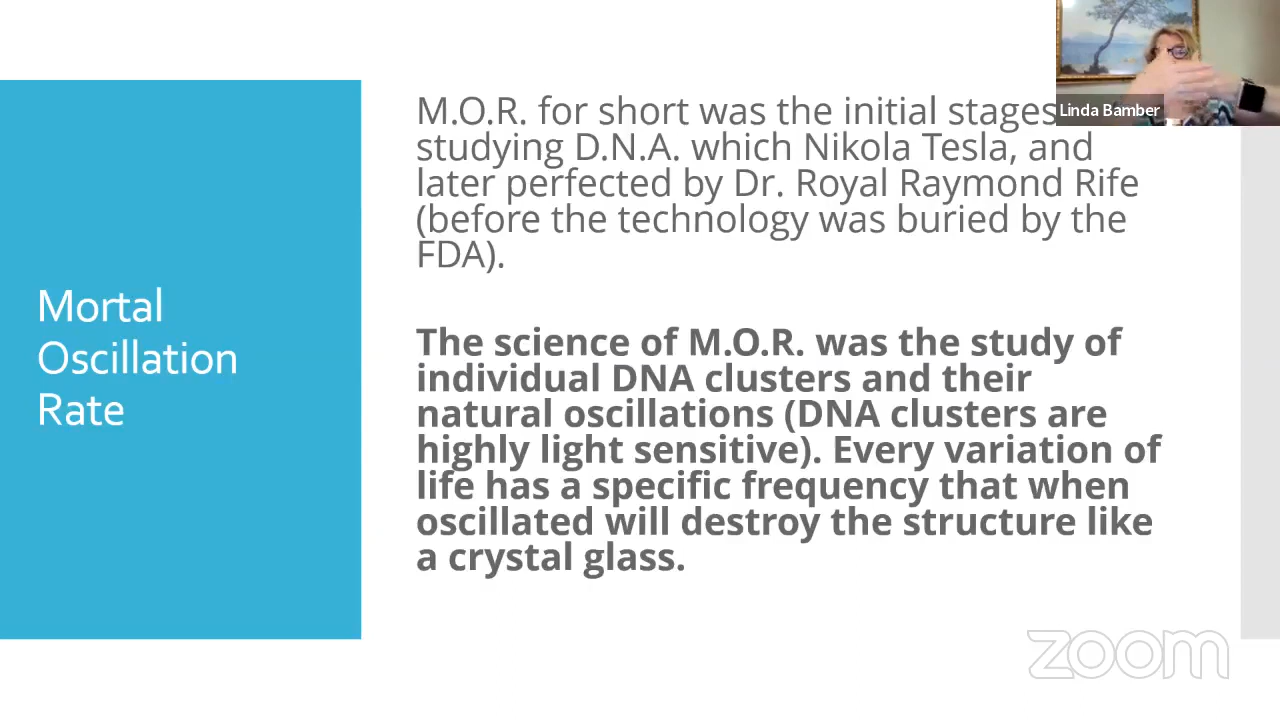 Mortal
Oscillation
Rate
M.O.R. for short was the initial stages
studying D.N.A. which Nikola Tesla, and
later perfected by Dr. Royal Raymond Rife
(before the technology was buried by the
FDA).
The science of M.O.R. was the study of
individual DNA clusters and their
natural oscillations (DNA clusters are
highly light sensitive). Every variation of
life has a specific frequency that when
oscillated will destroy the structure like
a crystal glass.
Linda Bamber
zoom